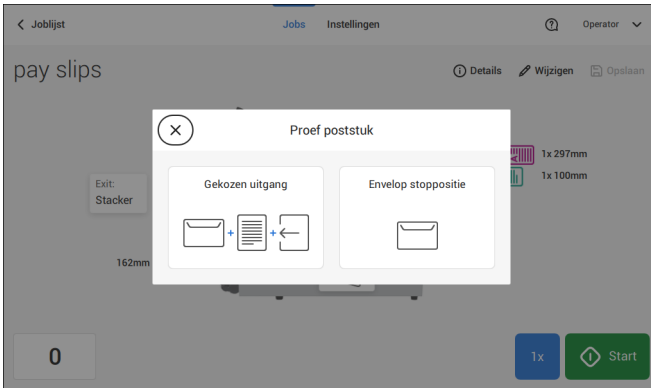 Joblijst
Jobs
Instellingen
Operator
pay slips
Details
Wijzigen
Opslaan
Proef poststuk
1x 297mm
1x 100mm
Exit:
Stacker
Gekozen uitgang
Envelop stoppositie
162mm
0
1x
Start